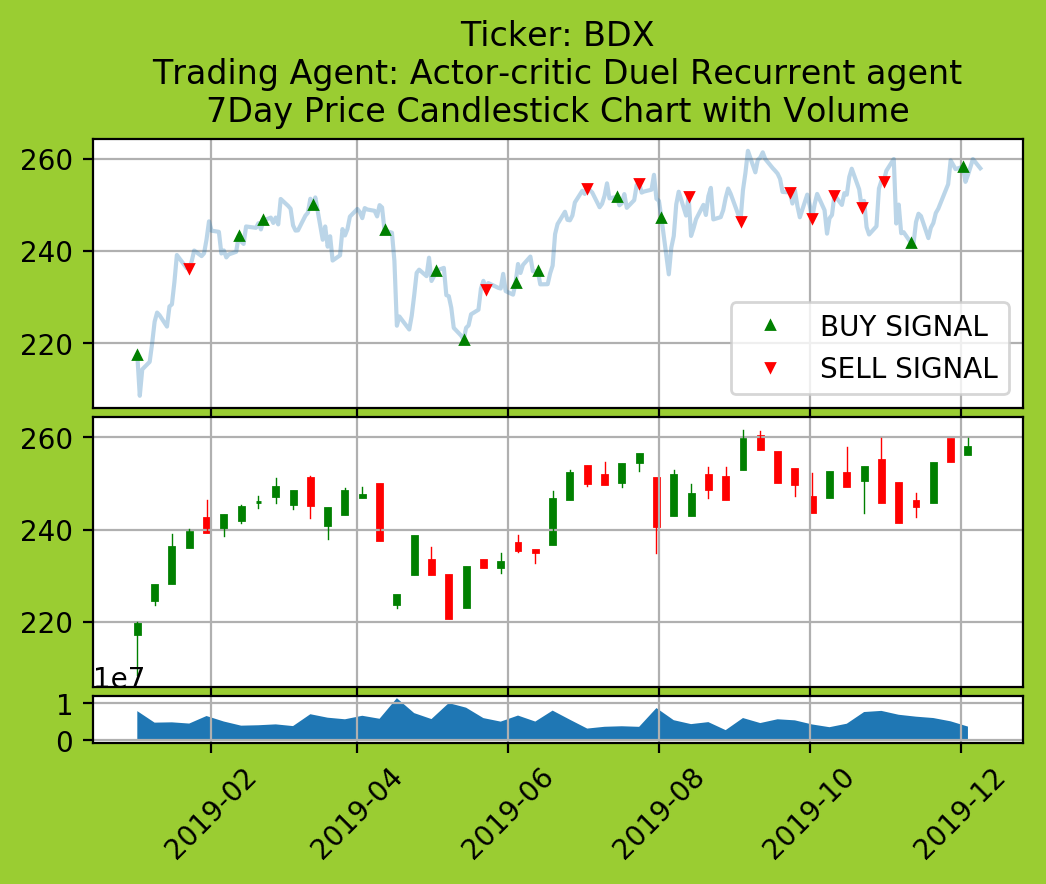 Ticker: BDX
Trading Agent: Actor-critic Duel Recurrent agent
7Day Price Candlestick Chart with Volume
260
240
220
BUY SIGNAL
SELL SIGNAL
260
240
220
1e7
1
0
2019-02
2019-04
2019-06
2019-08
2019-10
2019-12